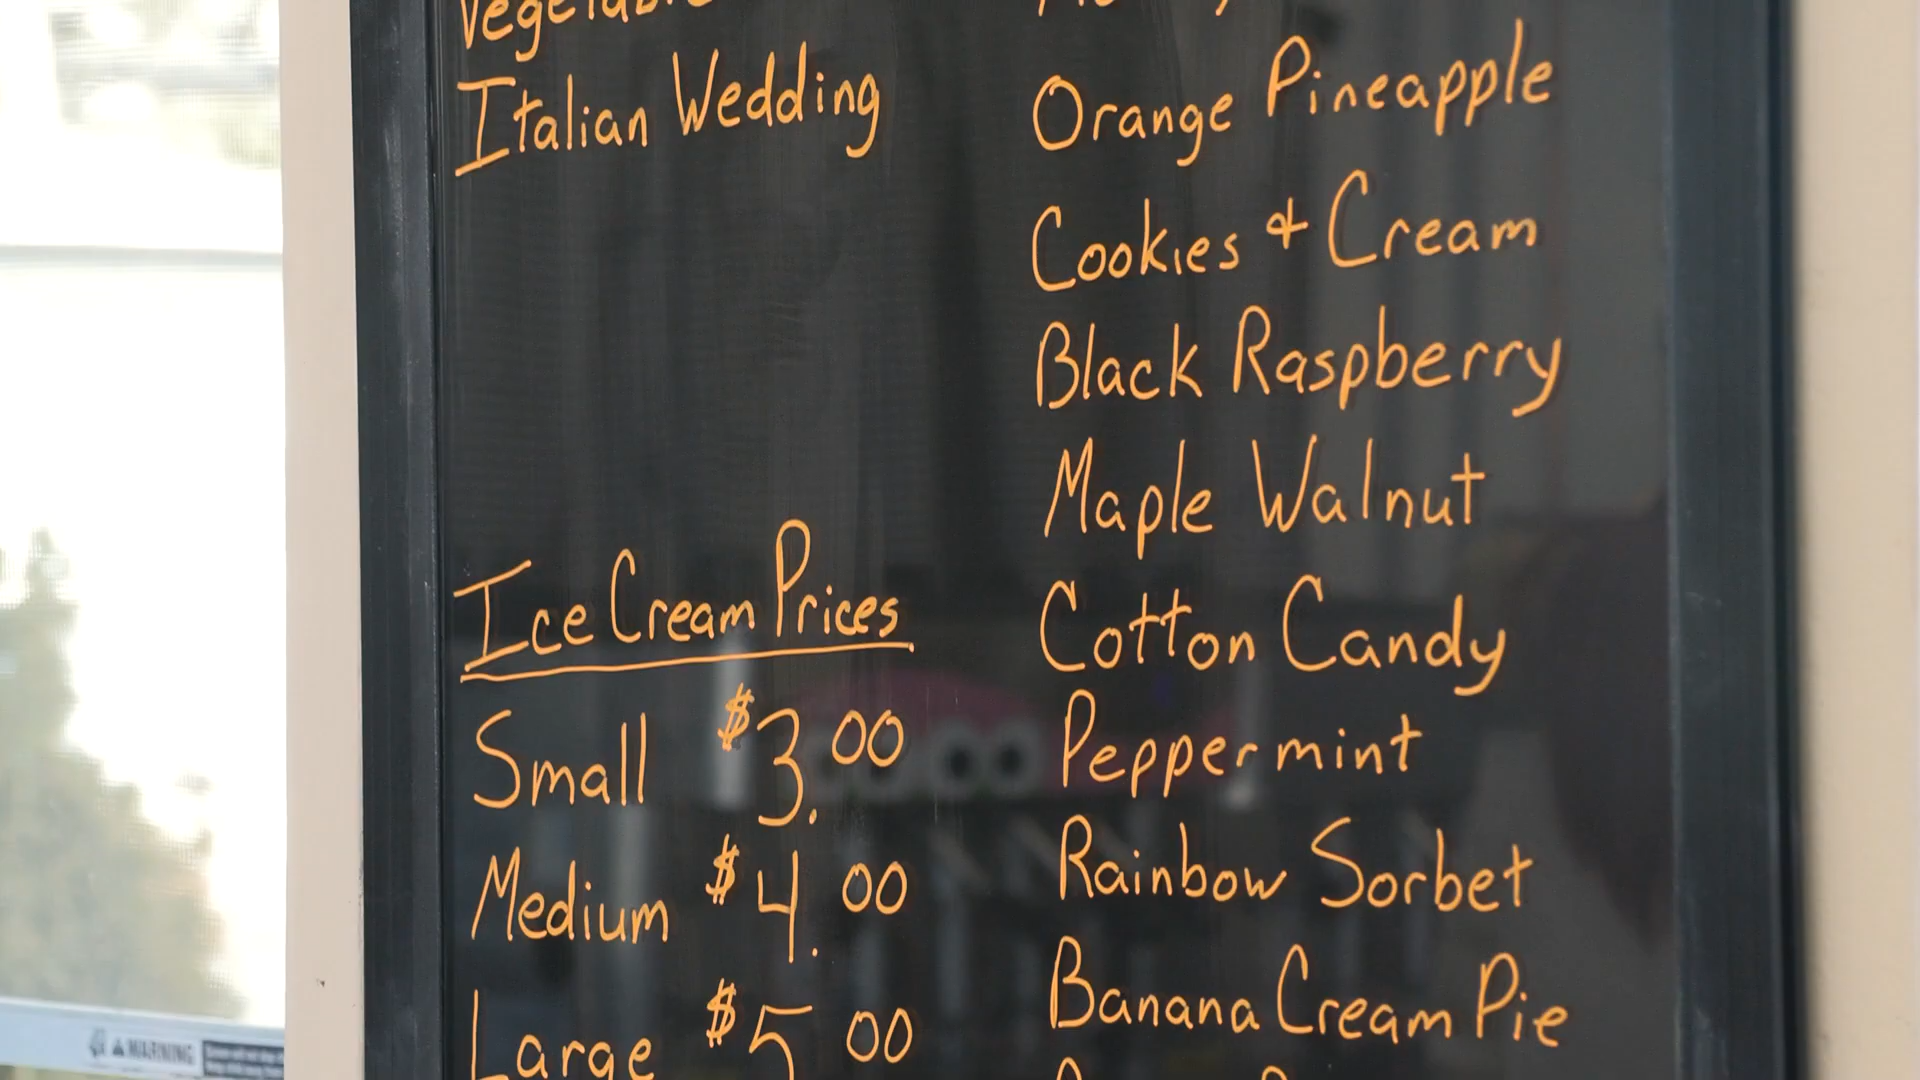 Italian Wedding
Ice Cream Prices
Small $3.00
Medium $4.00
Large $5.00
Orange Pineapple
Cookies & Cream
Black Raspberry
Maple Walnut
Cotton Candy
Peppermint
Rainbow Sorbet
Banana Cream Pie
WARNING